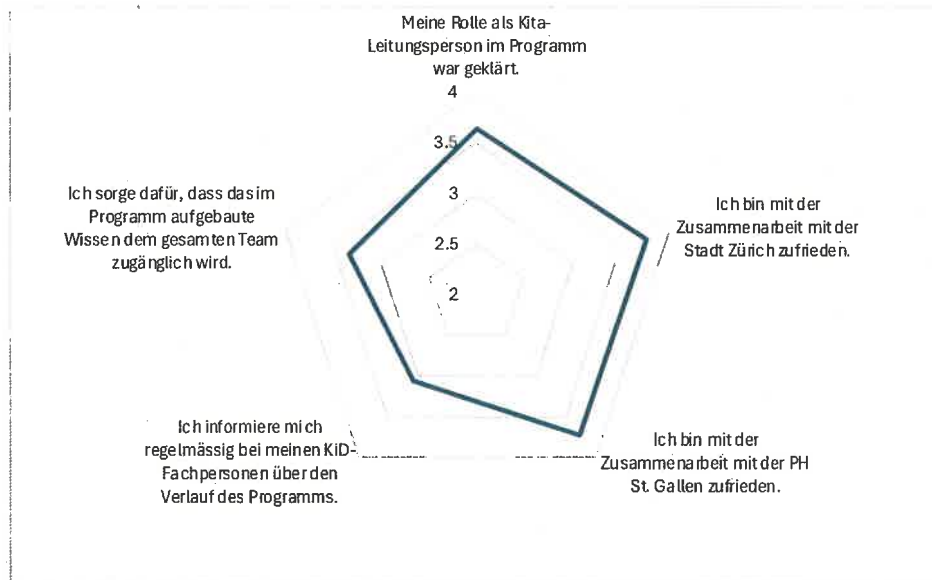 Meine Rolle als Kita-
Leitungsperson im Programm
war geklärt.
4
3.5
3
2.5
2
Ich bin mit der
Zusammenarbeit mit der
Stadt Zürich zufrieden.
Ich bin mit der
Zusammenarbeit mit der PH
St. Gallen zufrieden.
Ich informiere mich
regelmässig bei meinen KiD-
Fachpersonen über den
Verlauf des Programms.
Ich sorge dafür, dass das im
Programm aufgebaute
Wissen dem gesamten Team
zugänglich wird.